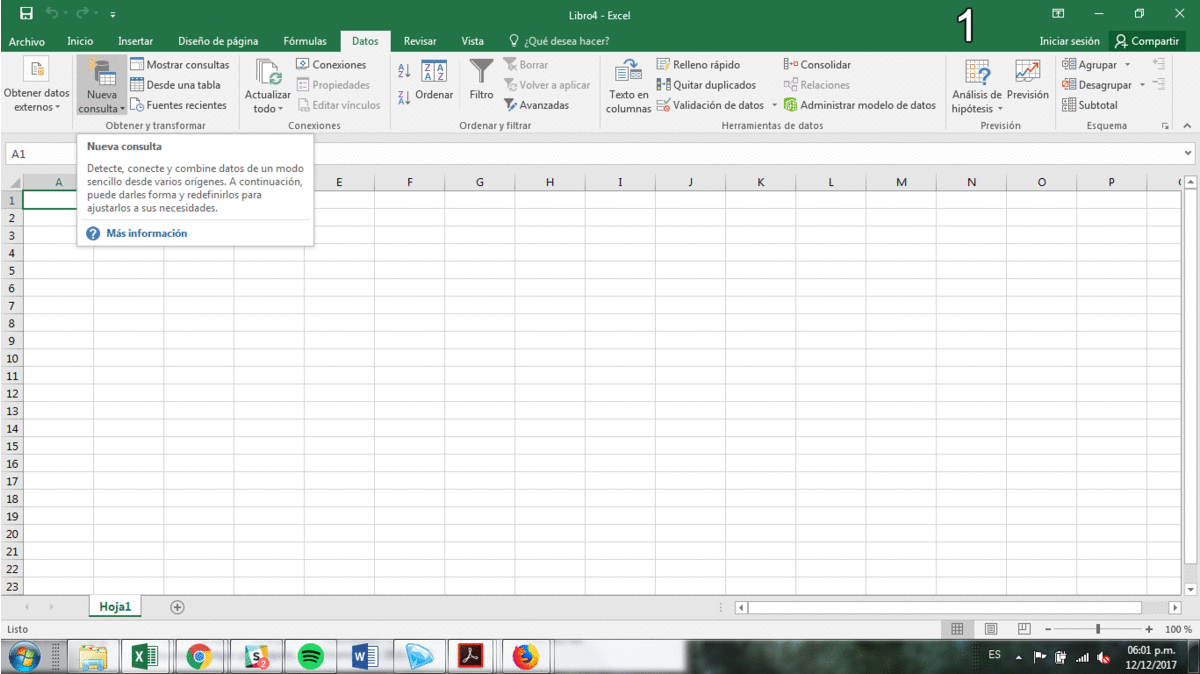 Libro4 - Excel
1
Archivo Inicio Insertar Diseño de página Fórmulas Datos Revisar Vista ¿Qué desea hacer? Iniciar sesión Compartir
Obtener datos
externos
Nueva
consulta
Mostrar consultas
Desde una tabla
Fuentes recientes
Obtener y transformar
Actualizar
todo
Conexiones
Propiedades
Editar vínculos
Conexiones
A
Z
Z
A
Z A
A Z
Ordenar
Filtro
Borrar
Volver a aplicar
Avanzadas
Ordenar y filtrar
Texto en
columnas
Relleno rápido
Quitar duplicados
Validación de datos
Consolidar
Relaciones
Administrar modelo de datos
Herramientas de datos
Análisis de
hipótesis
Previsión
Previsión
Agrupar
Desagrupar
Subtotal
Esquema
A1
Nueva consulta
Detecte, conecte y combine datos de un modo
sencillo desde varios orígenes. A continuación,
puede darles forma y redefinirlos para
ajustarlos a sus necesidades.
? Más información
A E F G H I J K L M N O P
1
2
3
4
5
6
7
8
9
10
11
12
13
14
15
16
17
18
19
20
21
22
23
Hoja1
Listo
100 %
ES
06:01 p.m.
12/12/2017